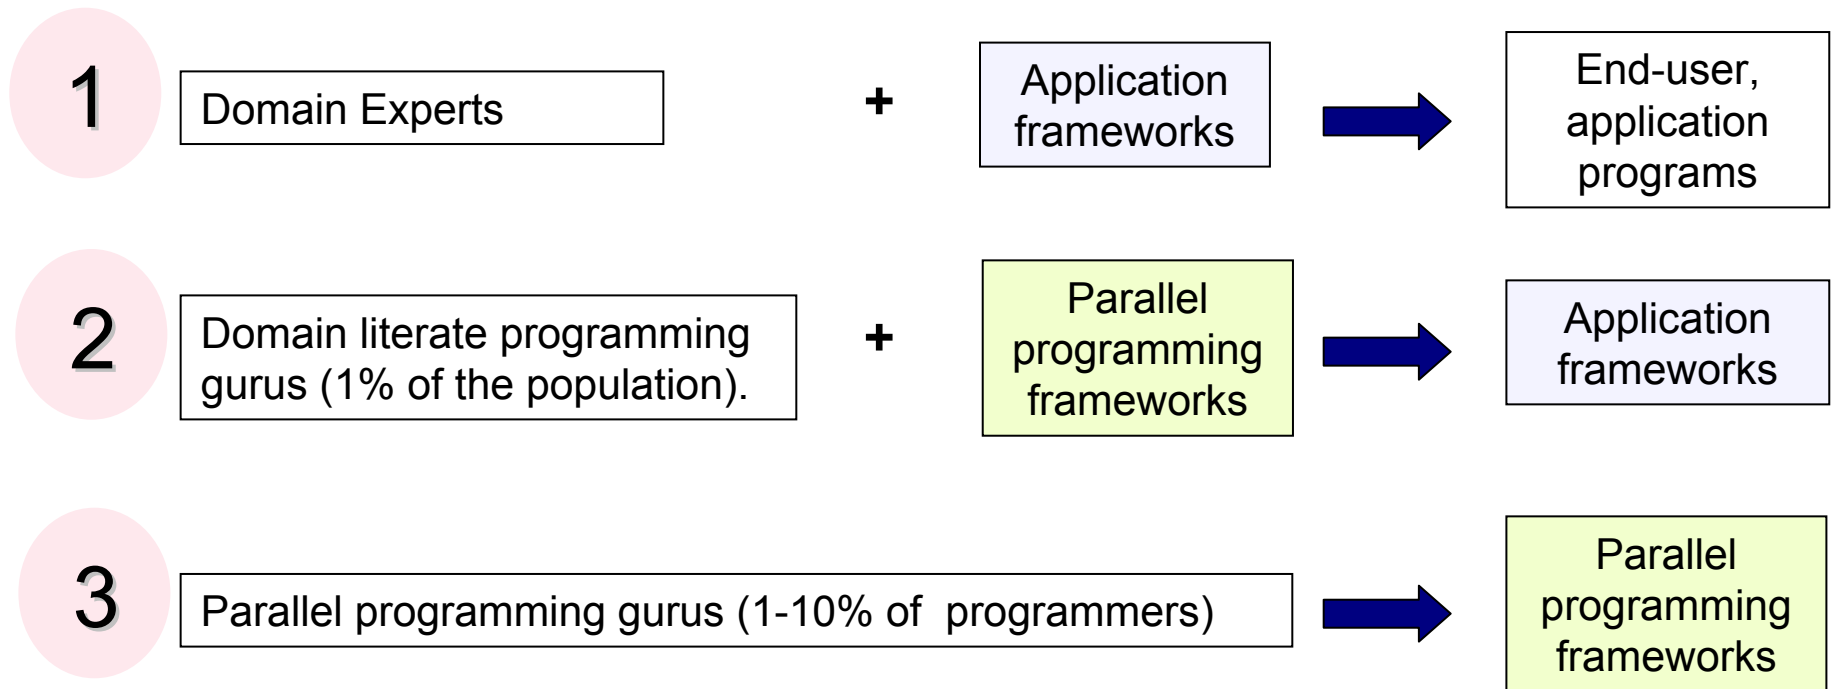 1
Domain Experts
+
Application
frameworks
End-user,
application
programs
2
Domain literate programming
gurus (1% of the population).
+
Parallel
programming
frameworks
Application
frameworks
3
Parallel programming gurus (1-10% of  programmers)
Parallel
programming
frameworks